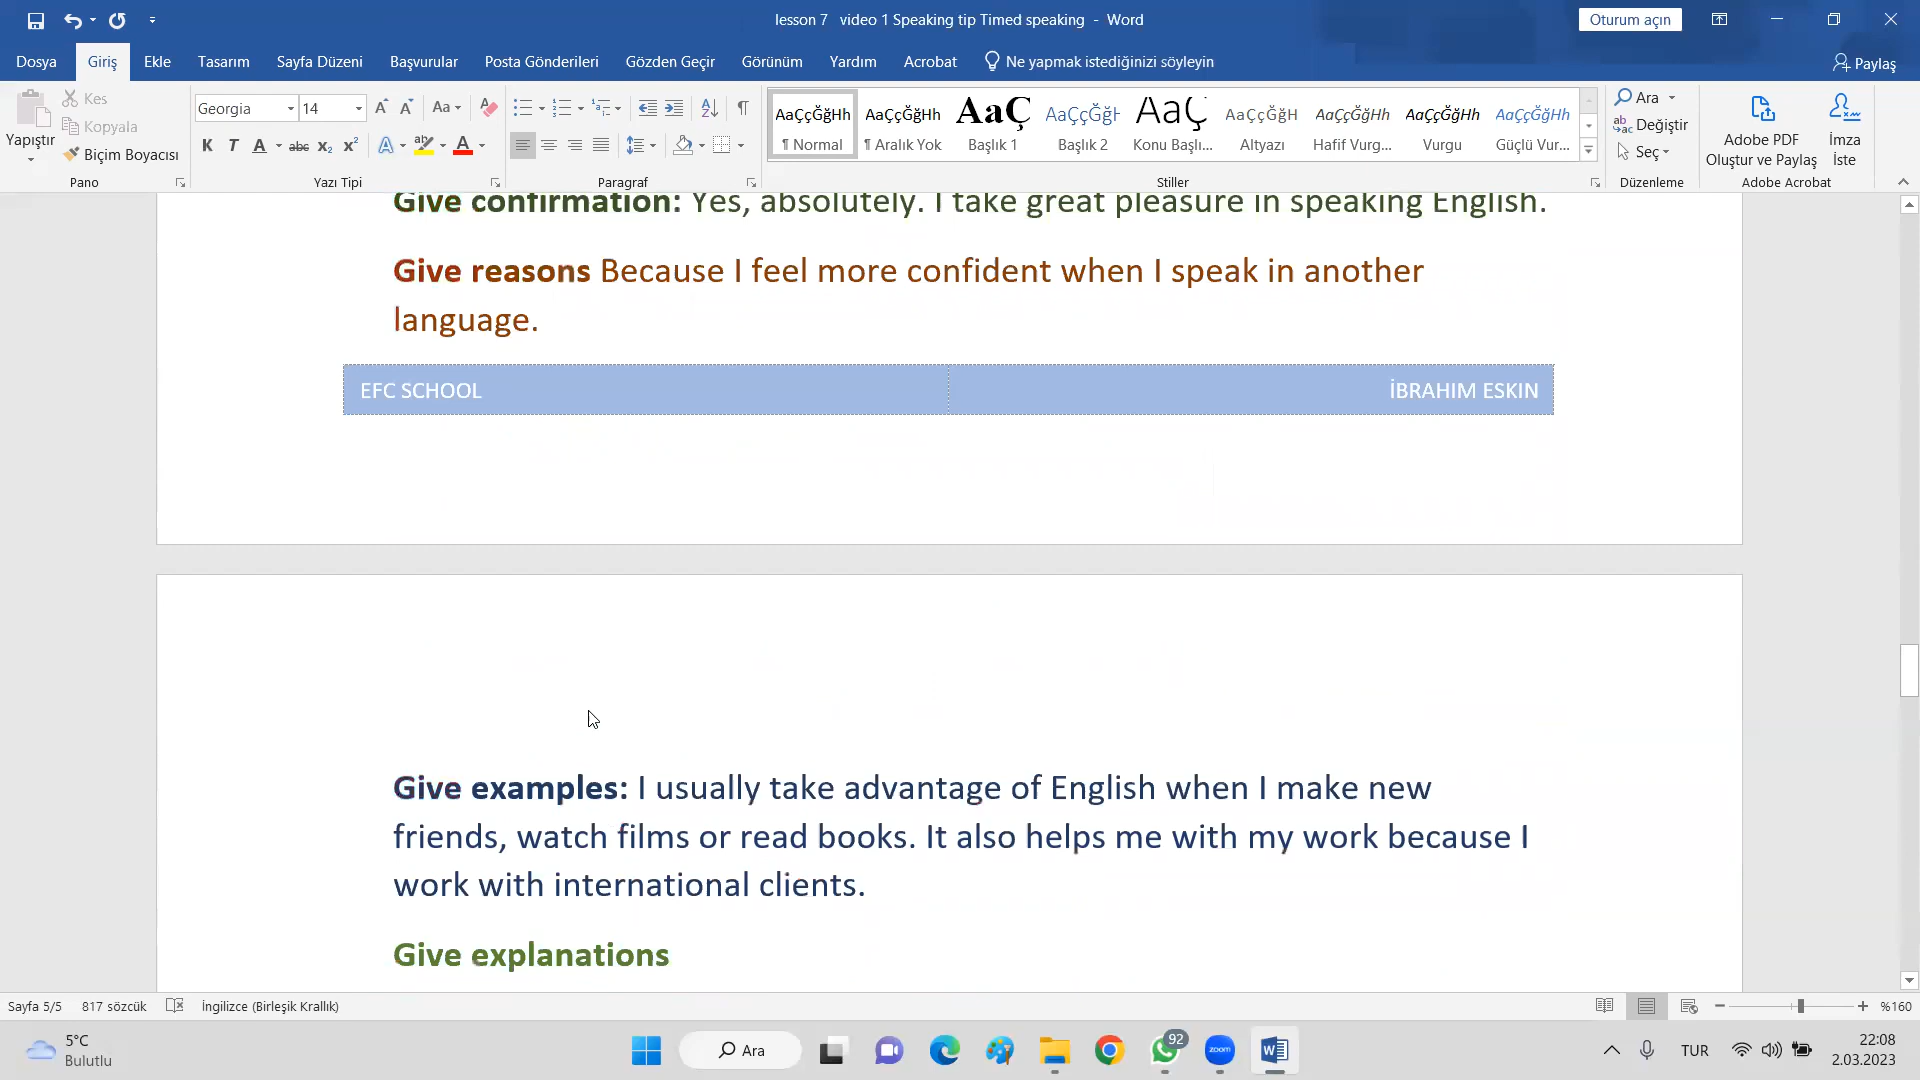 lesson 7 video 1 Speaking tip Timed speaking - Word
Oturum açın
Dosya Giriş Ekle Tasarım Sayfa Düzeni Başvurular Posta Gönderileri Gözden Geçir Görünüm Yardım Acrobat Ne yapmak istediğinizi söyleyin Paylaş
Yapıştır
Kes
Kopyala
Biçim Boyacısı
Pano
Georgia 14
Aa
K T A abc x₂ x²
Yazı Tipi
Paragraf
AaÇçĞğHh AaÇçĞğHh AaÇ AaÇçĞğH AaÇ AaÇçĞğH AaÇçĞğHh AaÇçĞğHh AaÇçĞğHh
¶ Normal ¶ Aralık Yok Başlık 1 Başlık 2 Konu Başlı... Altyazı Hafif Vurg... Vurgu Güçlü Vur...
Stiller
Ara
Değiştir
Seç
Düzenleme
Adobe PDF
Oluştur ve Paylaş
İmza
İste
Adobe Acrobat
Give confirmation: Yes, absolutely. I take great pleasure in speaking English.
Give reasons Because I feel more confident when I speak in another
language.
EFC SCHOOL İBRAHIM ESKIN
Give examples: I usually take advantage of English when I make new
friends, watch films or read books. It also helps me with my work because I
work with international clients.
Give explanations
Sayfa 5/5 817 sözcük İngilizce (Birleşik Krallık) %160
5°C
Bulutlu
Ara
92
zoom
TUR
22:08
2.03.2023